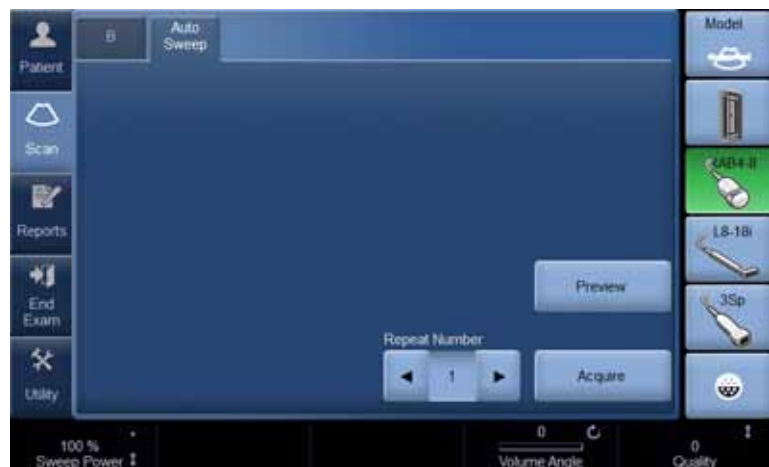 Patient
Scan
Reports
End
Exam
Utility
B
Auto
Sweep
Preview
Repeat Number
1
Acquire
Model
RAB4-8
L8-18i
3Sp
100 %
Sweep Power
0
Volume Angle
0
Quality